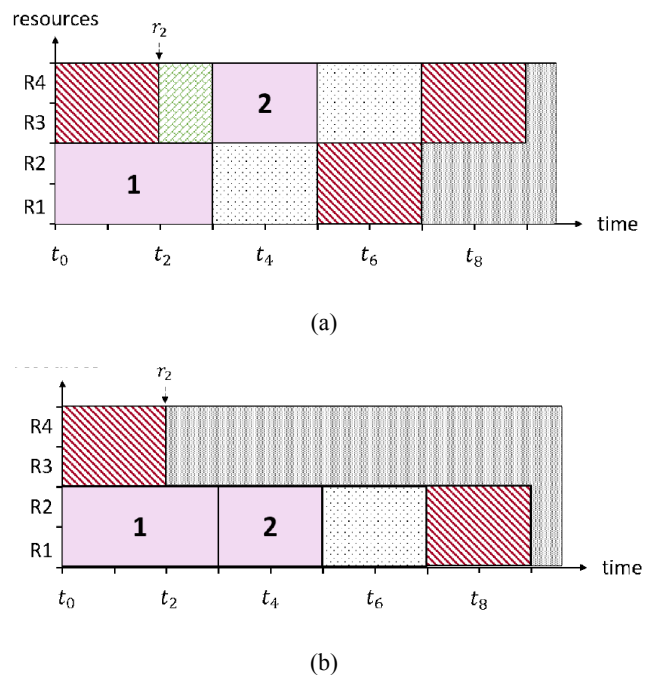 resources
r₂
R4
R3
2
R2
R1
1
time
t₀ t₂ t₄ t₆ t₈
(a)
r₂
R4
R3
R2
R1
1 2
time
t₀ t₂ t₄ t₆ t₈
(b)